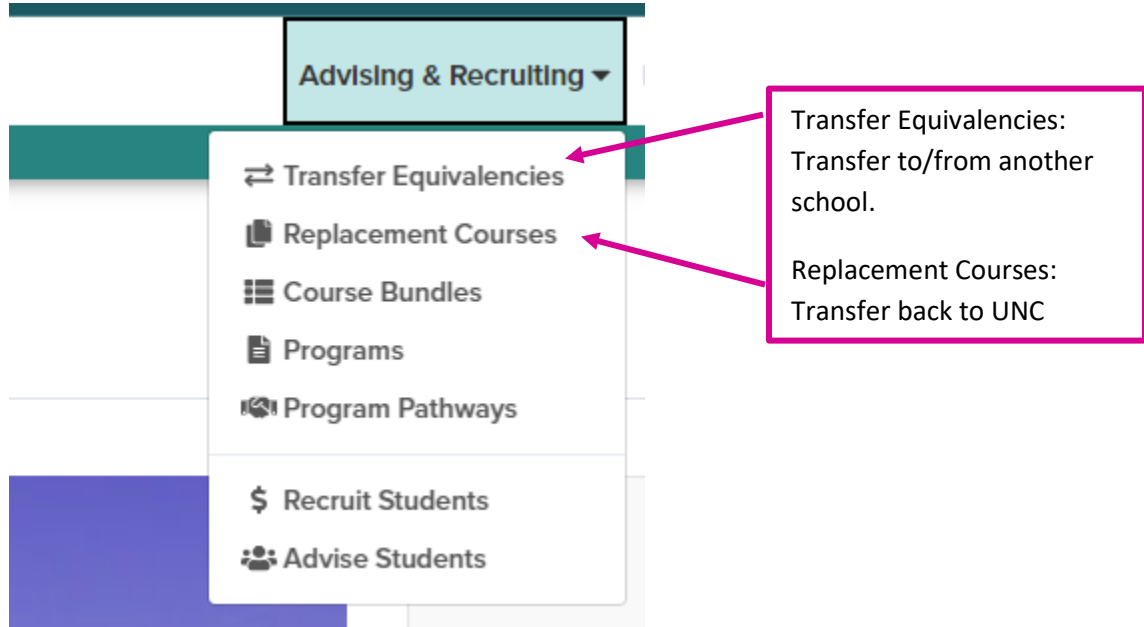 Advising & Recruiting
Transfer Equivalencies
Replacement Courses
Course Bundles
Programs
Program Pathways
$ Recruit Students
Advise Students
Transfer Equivalencies:
Transfer to/from another
school.
Replacement Courses:
Transfer back to UNC